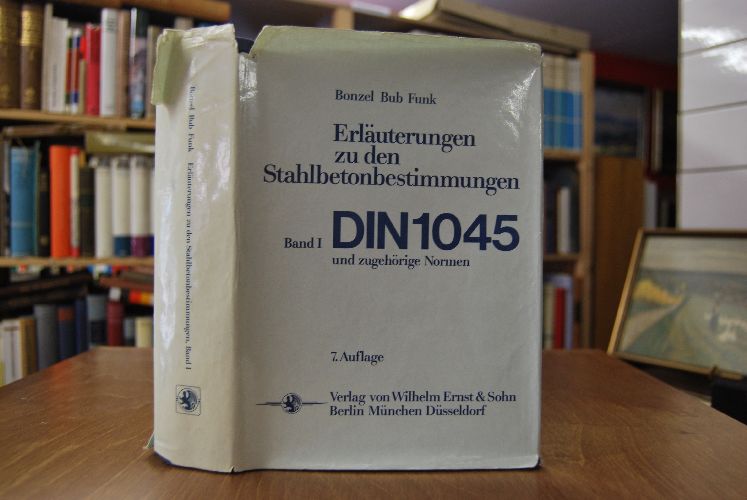 Bonzel Bub Funk
Erläuterungen
zu den
Stahlbetonbestimmungen
Band I DIN 1045
und zugehörige Normen
7. Auflage
Verlag von Wilhelm Ernst & Sohn
Berlin München Düsseldorf
Bonzel Bub Funk Erläuterungen zu den Stahlbetonbestimmungen, Band I